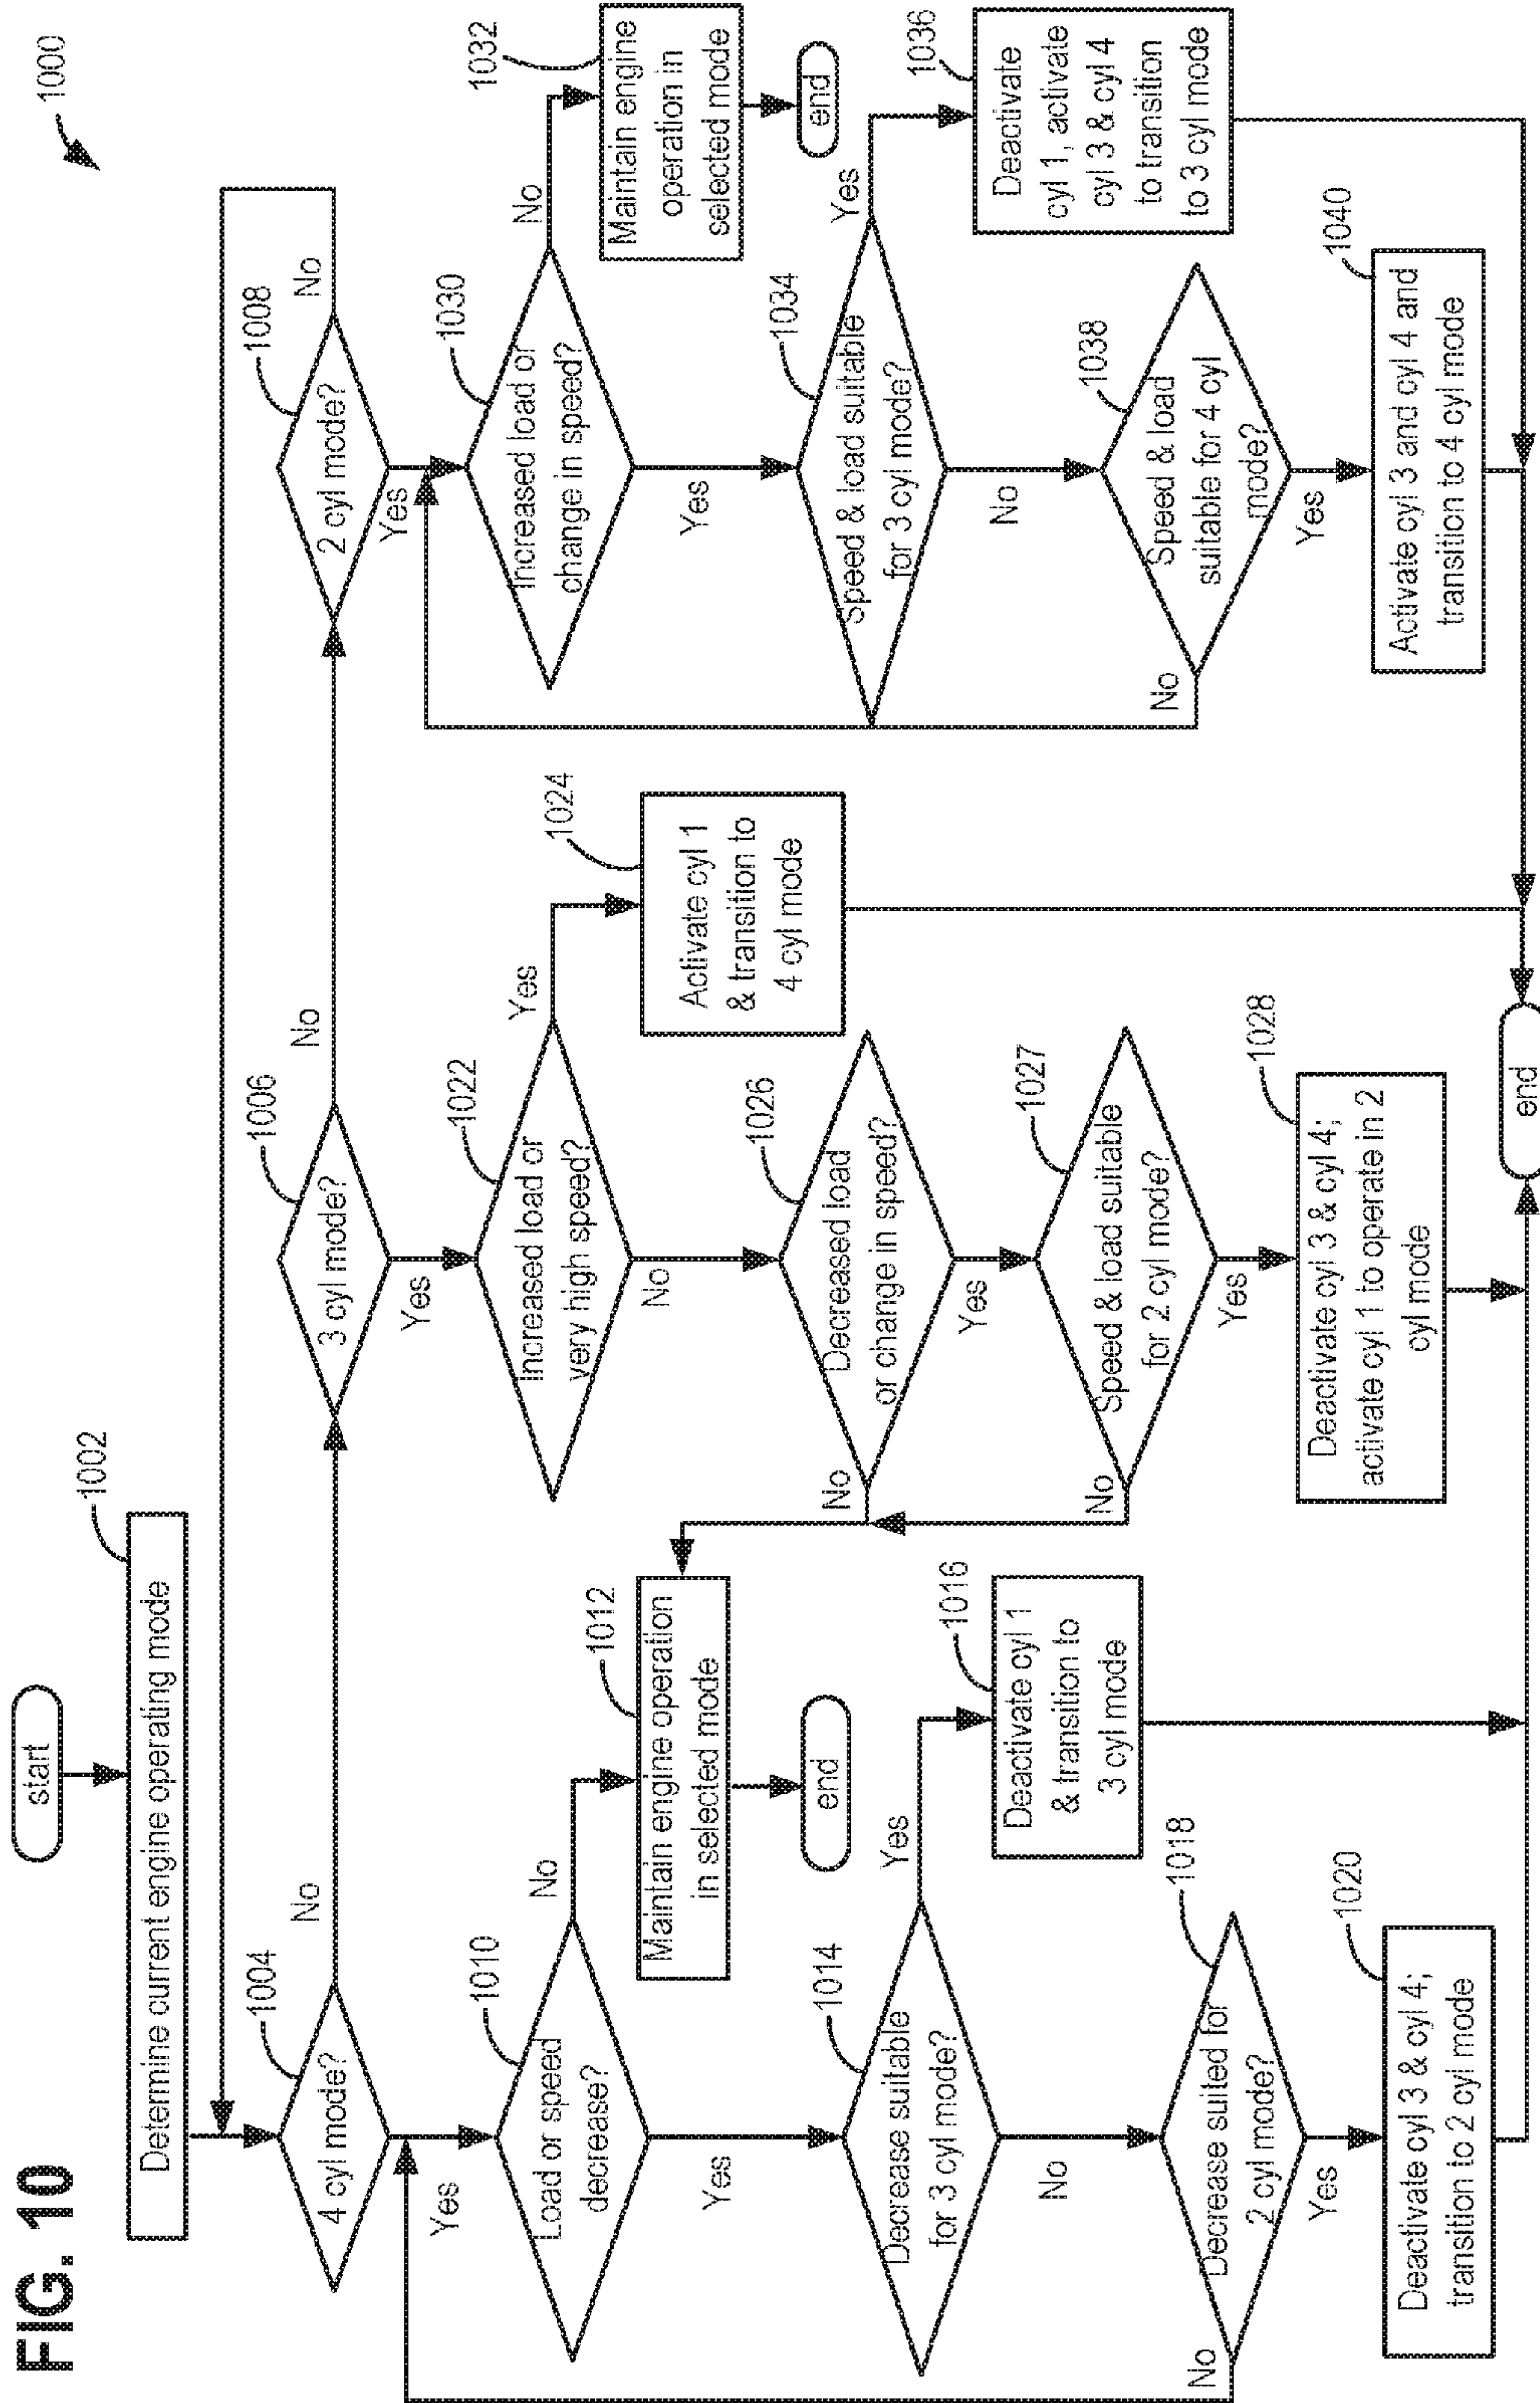 FIG. 10
1000
start
Determine current engine operating mode
1002
4 cyl mode?
1004
No
3 cyl mode?
1006
No
2 cyl mode?
1008
No
Yes
Yes
Yes
Load or speed
decrease?
1010
No
Yes
Maintain engine operation
in selected mode
1012
end
Decrease suitable
for 3 cyl mode?
1014
Yes
No
Deactivate cyl 1
& transition to
3 cyl mode
1016
Decrease suited for
2 cyl mode?
1018
No
Yes
Deactivate cyl 3 & cyl 4;
transition to 2 cyl mode
1020
Increased load or
very high speed?
1022
Yes
No
Activate cyl 1
& transition to
4 cyl mode
1024
Decreased load
or change in speed?
1026
No
Yes
Speed & load suitable
for 2 cyl mode?
1027
No
Yes
Deactivate cyl 3 & cyl 4;
activate cyl 1 to operate in 2
cyl mode
1028
Increased load or
change in speed?
1030
No
Yes
Maintain engine
operation in
selected mode
1032
end
Speed & load suitable
for 3 cyl mode?
1034
Yes
No
Deactivate
cyl 1, activate
cyl 3 & cyl 4
to transition
to 3 cyl mode
1036
Speed & load
suitable for 4 cyl
mode?
1038
No
Yes
Activate cyl 3 and cyl 4 and
transition to 4 cyl mode
1040
end